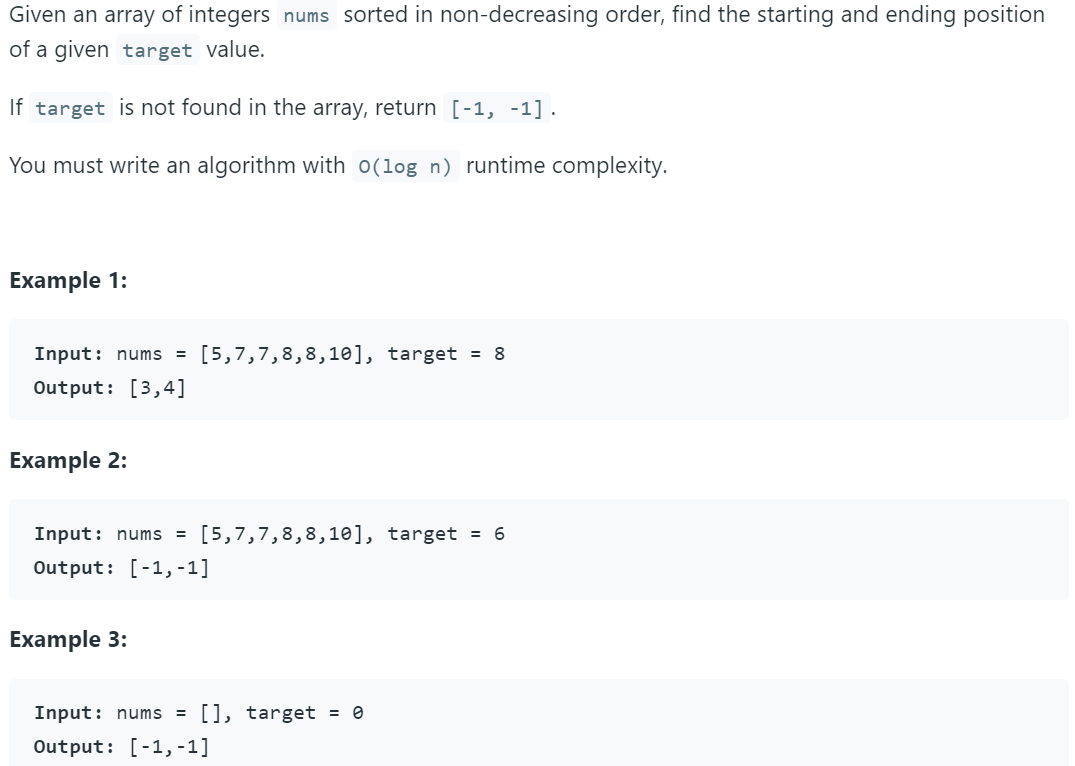 Given an array of integers nums sorted in non-decreasing order, find the starting and ending position
of a given target value.
If target is not found in the array, return [-1, -1].
You must write an algorithm with O(log n) runtime complexity.
Example 1:
Input: nums = [5,7,7,8,8,10], target = 8
Output: [3,4]
Example 2:
Input: nums = [5,7,7,8,8,10], target = 6
Output: [-1,-1]
Example 3:
Input: nums = [], target = 0
Output: [-1,-1]